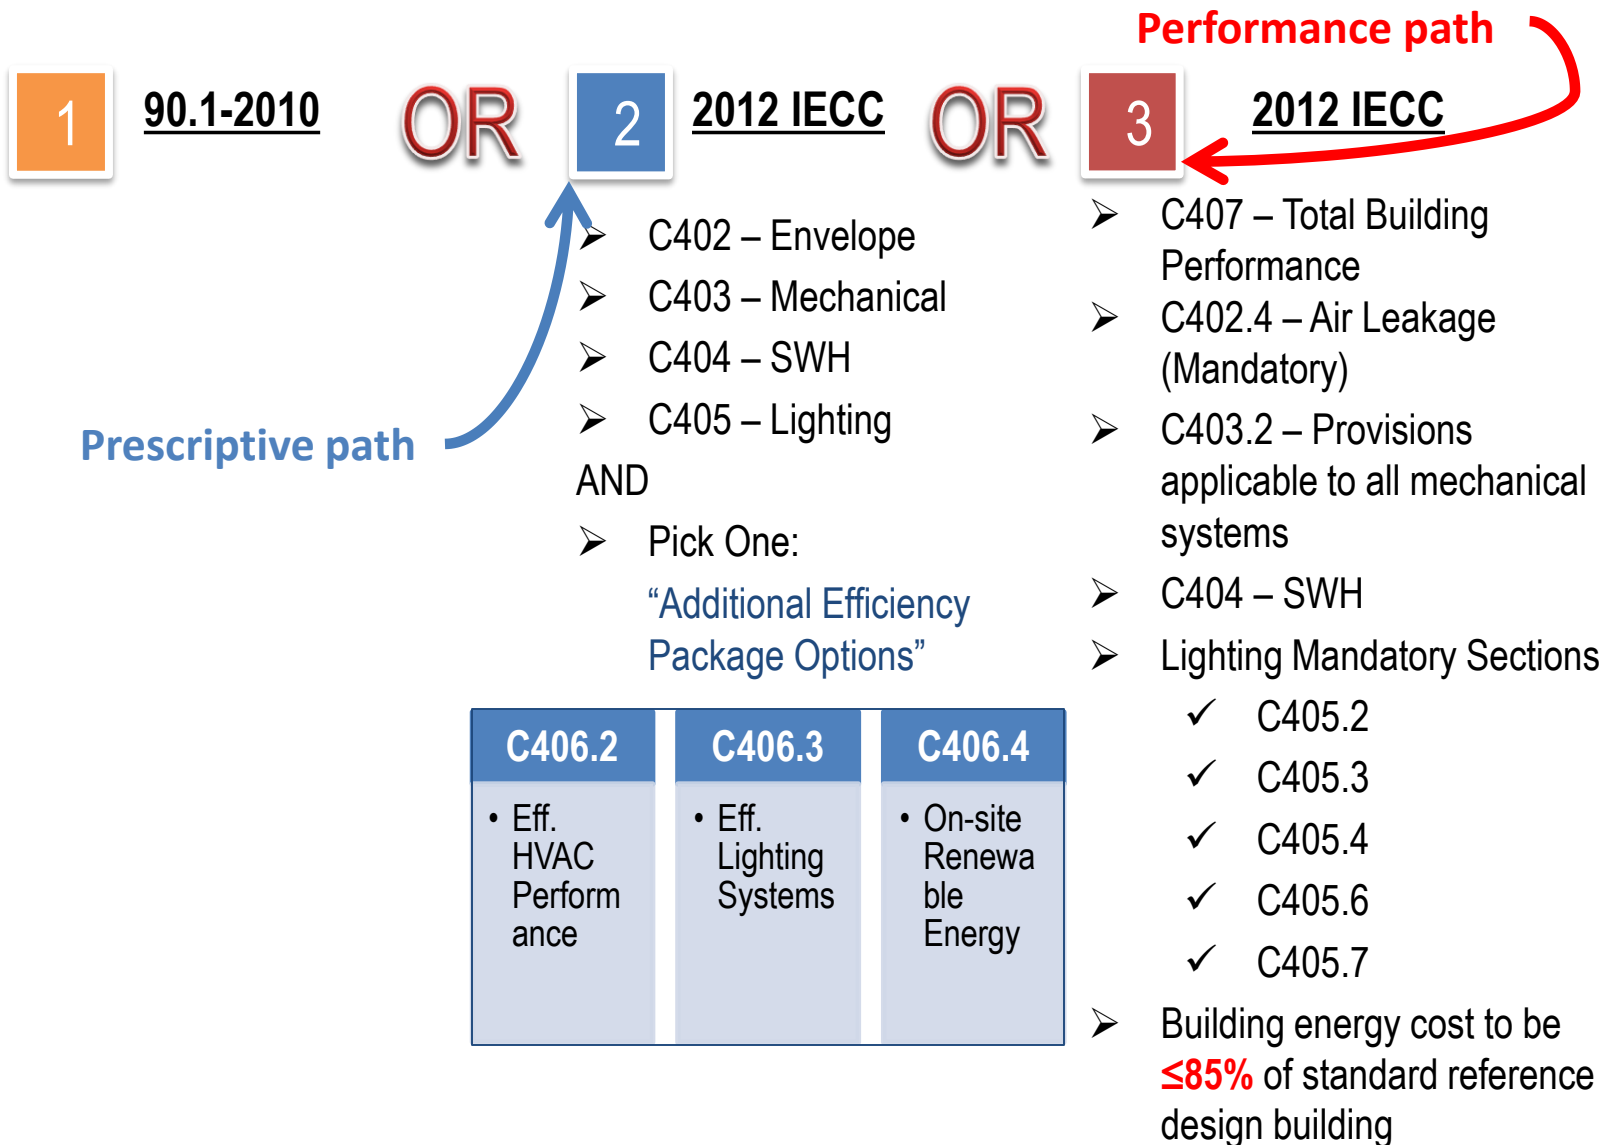 Performance path
1
90.1-2010
OR
2
2012 IECC
OR
3
2012 IECC
Prescriptive path
➢ C402 – Envelope
➢ C403 – Mechanical
➢ C404 – SWH
➢ C405 – Lighting
AND
➢ Pick One:
“Additional Efficiency
Package Options”
C406.2
• Eff.
HVAC
Perform
ance
C406.3
• Eff.
Lighting
Systems
C406.4
• On-site
Renewa
ble
Energy
➢ C407 – Total Building
Performance
➢ C402.4 – Air Leakage
(Mandatory)
➢ C403.2 – Provisions
applicable to all mechanical
systems
➢ C404 – SWH
➢ Lighting Mandatory Sections
✓ C405.2
✓ C405.3
✓ C405.4
✓ C405.6
✓ C405.7
➢ Building energy cost to be
≤85% of standard reference
design building